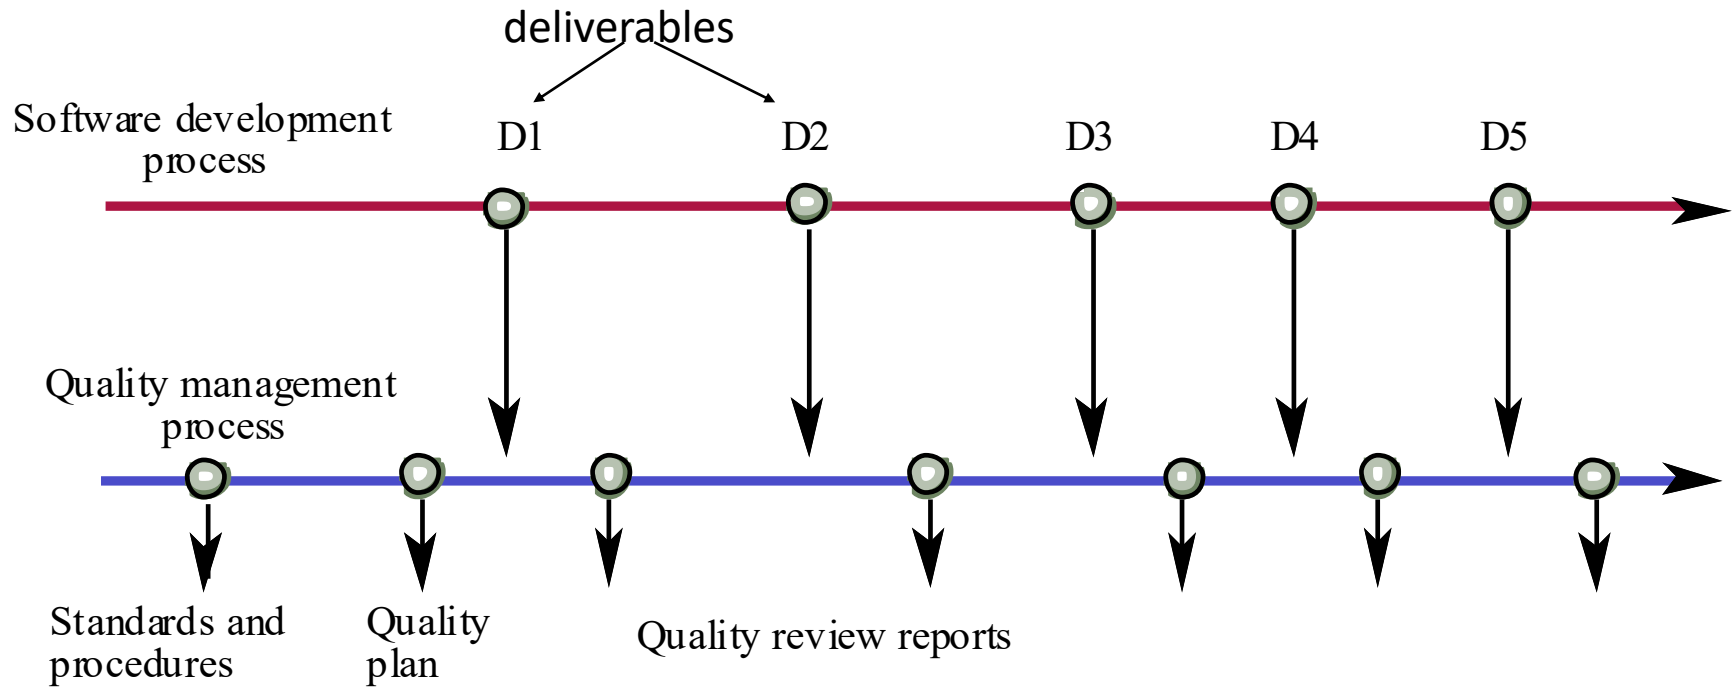 deliverables
Software development
process
D1
D2
D3
D4
D5
Quality management
process
Standards and
procedures
Quality
plan
Quality review reports